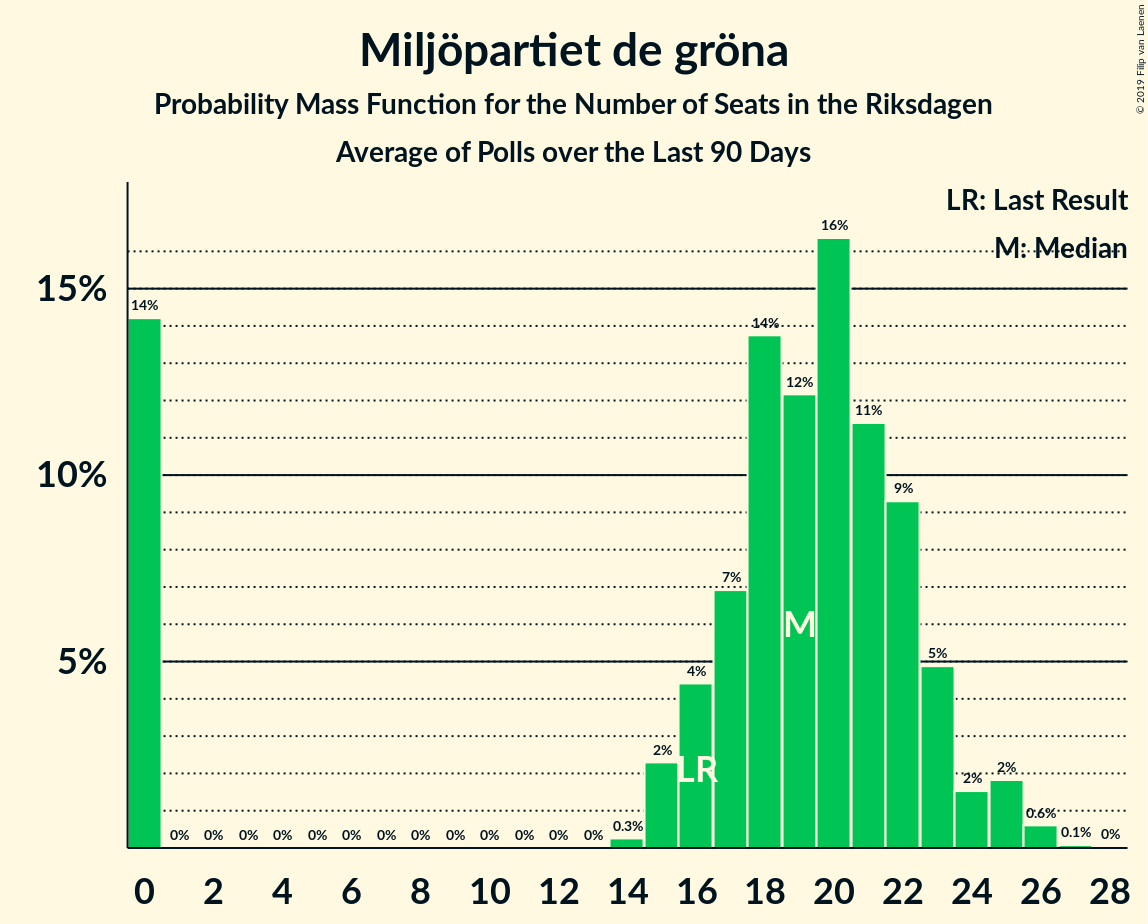 Miljöpartiet de gröna
Probability Mass Function for the Number of Seats in the Riksdagen
Average of Polls over the Last 90 Days
© 2019 Filip van Laenen
LR: Last Result
M: Median
15%
10%
5%
14% 0% 0% 0% 0% 0% 0% 0% 0% 0% 0% 0% 0% 0% 0.3% 2% 4% 7% 14% 12% 16% 11% 9% 5% 2% 2% 0.6% 0.1% 0%
M
LR
0 2 4 6 8 10 12 14 16 18 20 22 24 26 28